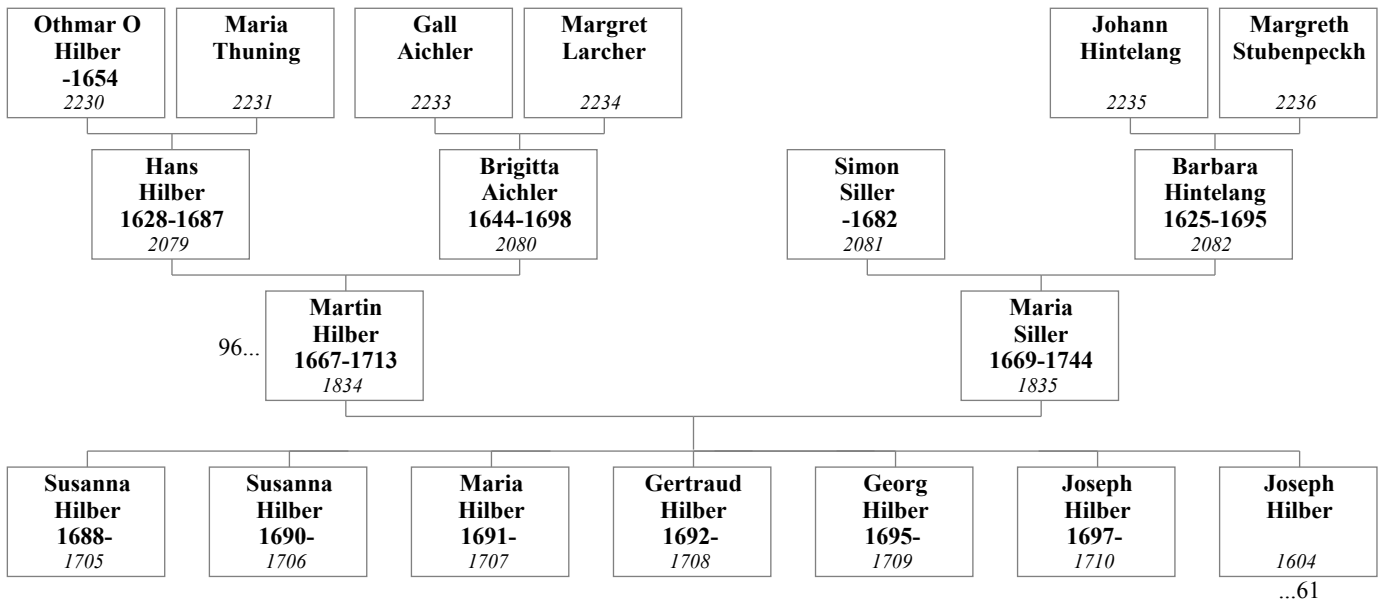 Othmar O
Hilber
-1654
2230
Maria
Thuning
2231
Gall
Aichler
2233
Margret
Larcher
2234
Johann
Hintelang
2235
Margreth
Stubenpeckh
2236
Hans
Hilber
1628-1687
2079
Brigitta
Aichler
1644-1698
2080
Simon
Siller
-1682
2081
Barbara
Hintelang
1625-1695
2082
96...
Martin
Hilber
1667-1713
1834
Maria
Siller
1669-1744
1835
Susanna
Hilber
1688-
1705
Susanna
Hilber
1690-
1706
Maria
Hilber
1691-
1707
Gertraud
Hilber
1692-
1708
Georg
Hilber
1695-
1709
Joseph
Hilber
1697-
1710
Joseph
Hilber
1604
...61